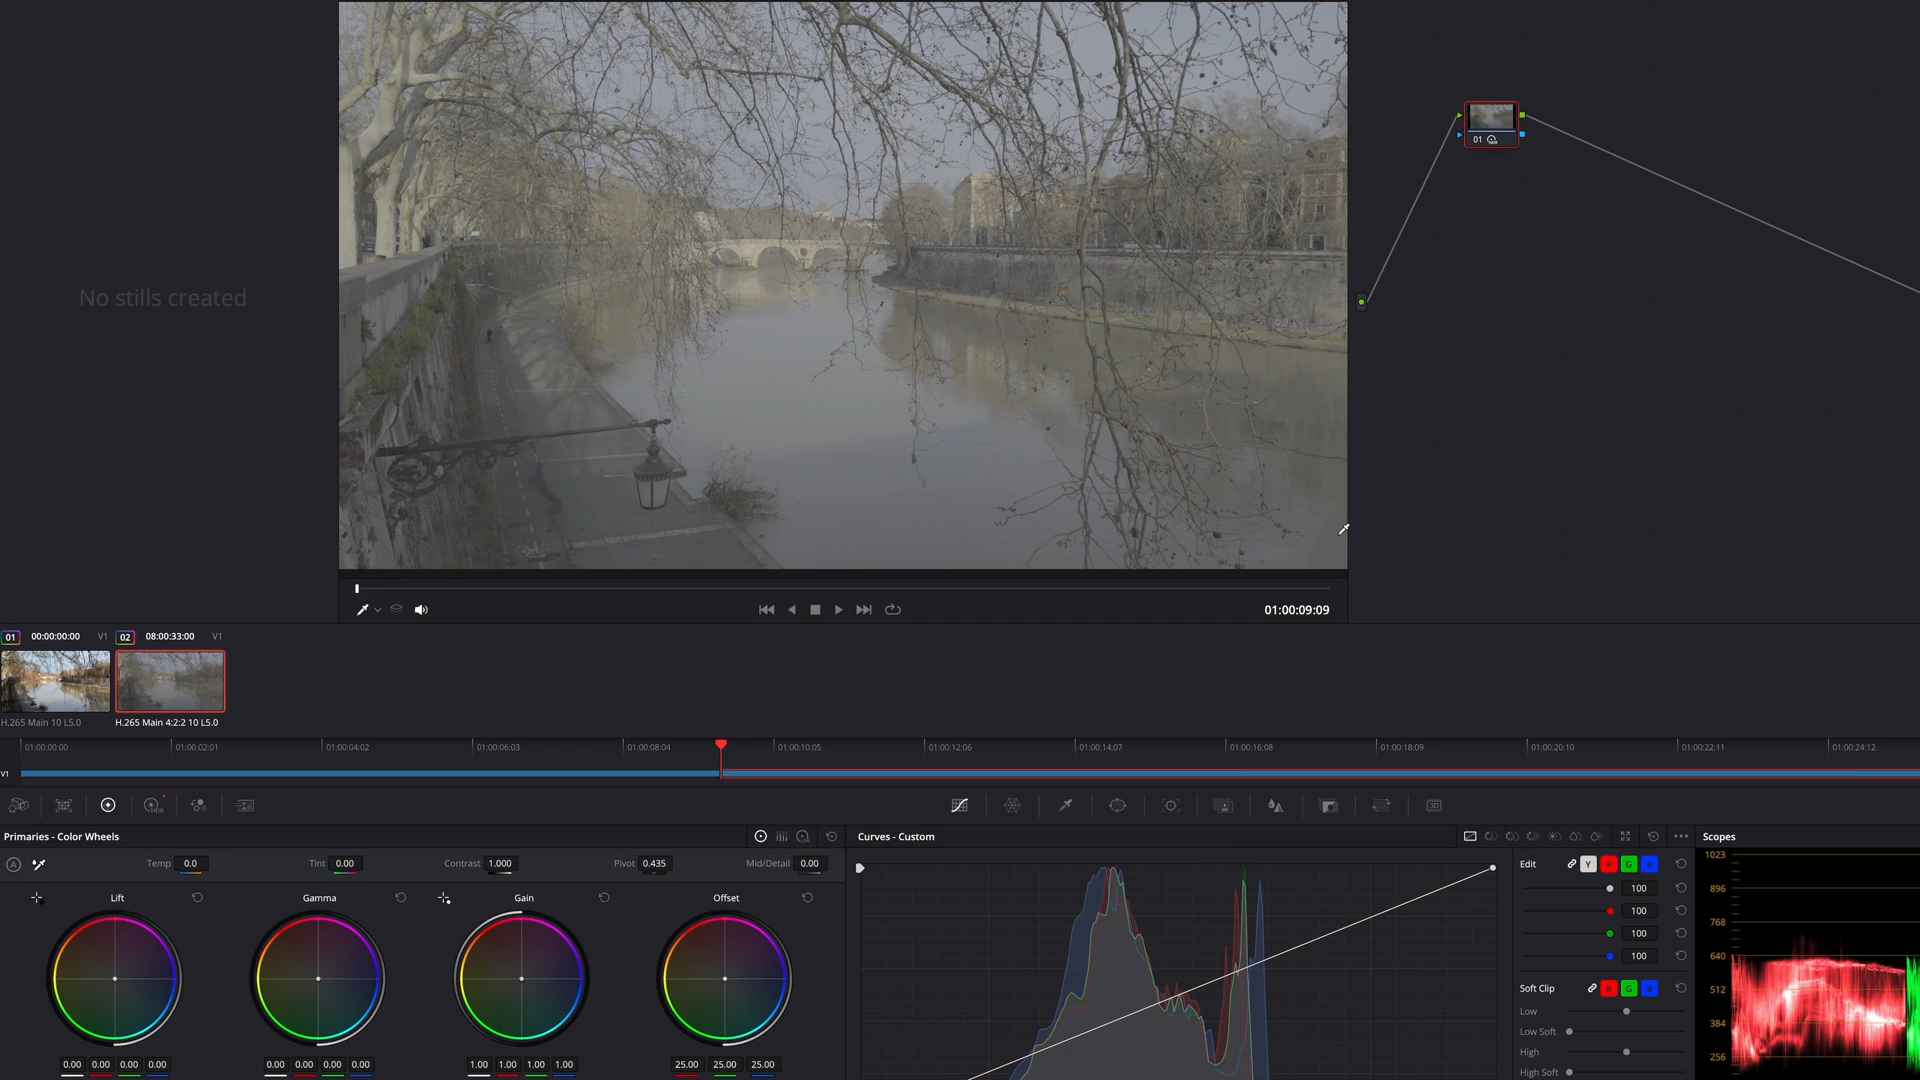 No stills created
01
01:00:09:09
01 00:00:00:00 V1 02 08:00:33:00 V1
H.265 Main 10 L5.0 H.265 Main 4:2:2 10 L5.0
01:00:00:00 01:00:02:01 01:00:04:02 01:00:06:03 01:00:08:04 01:00:10:05 01:00:12:06 01:00:14:07 01:00:16:08 01:00:18:09 01:00:20:10 01:00:22:11 01:00:24:12
V1
HDR
3D
Primaries - Color Wheels
Curves - Custom
Scopes
A Temp 0.0 Tint 0.00 Contrast 1.000 Pivot 0.435 Mid/Detail 0.00
Lift Gamma Gain Offset
0.00 0.00 0.00 0.00 0.00 0.00 0.00 0.00 1.00 1.00 1.00 1.00 25.00 25.00 25.00
Edit Y R G B
100
100
100
100
Soft Clip R G B
Low
Low Soft
High
High Soft
1023
896
768
640
512
384
256